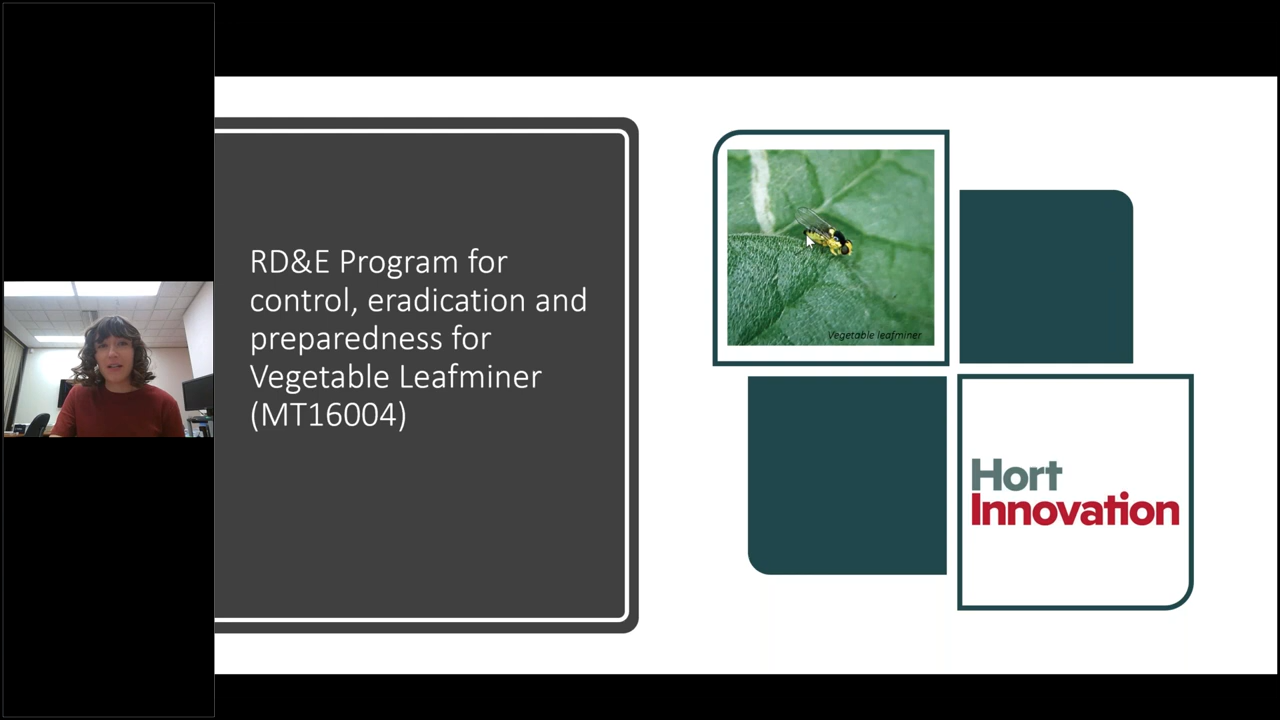 RD&E Program for
control, eradication and
preparedness for
Vegetable Leafminer
(MT16004)
Vegetable leafminer
Hort
Innovation